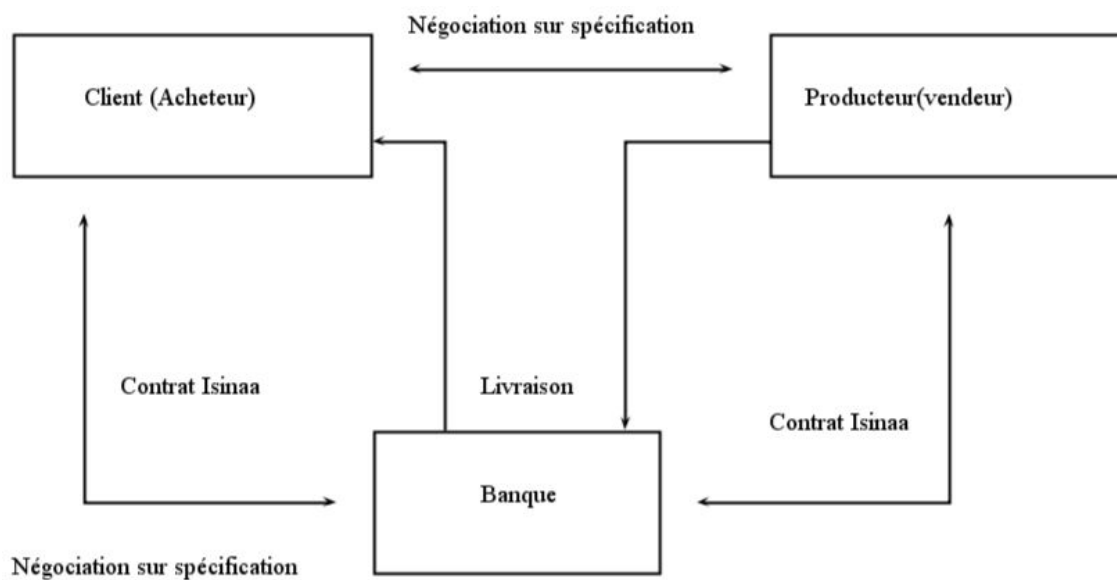 Négociation sur spécification
Client (Acheteur)
Producteur(vendeur)
Contrat Isinaa
Livraison
Contrat Isinaa
Banque
Négociation sur spécification